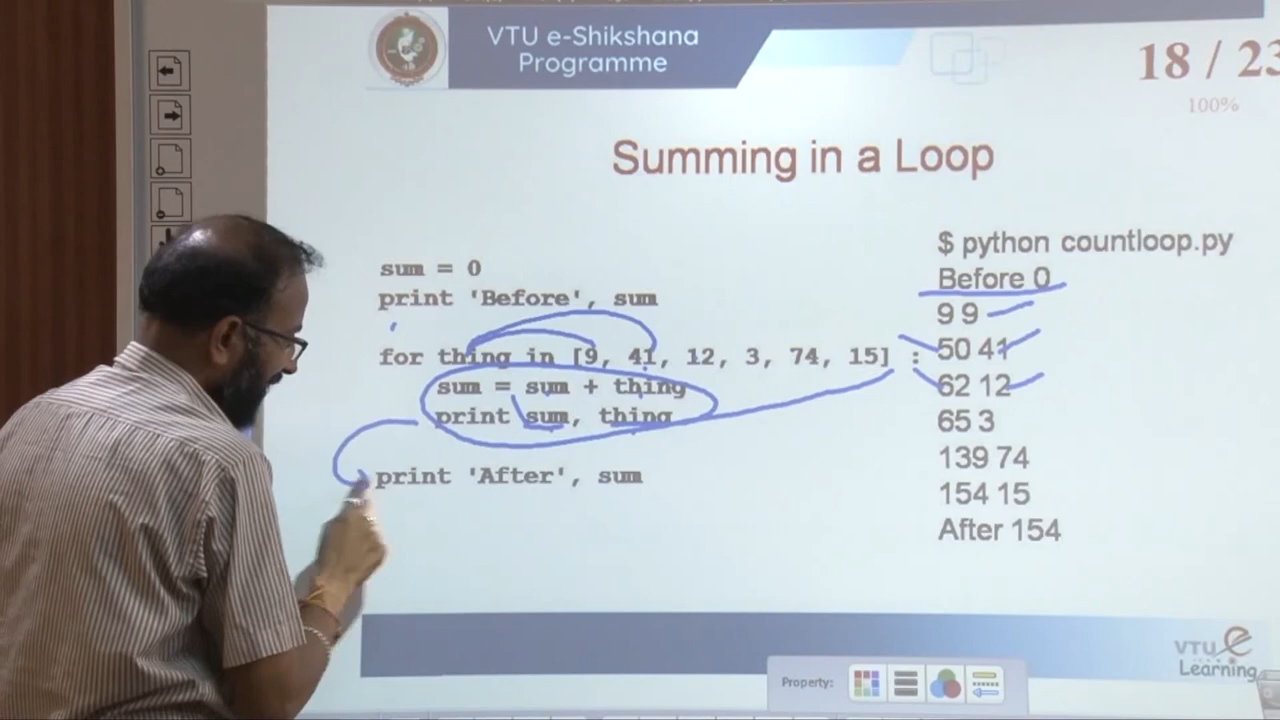 VTU e-Shikshana
Programme
18 / 23
100%
Summing in a Loop
sum = 0
print 'Before', sum
for thing in [9, 41, 12, 3, 74, 15] :
sum = sum + thing
print sum, thing
print 'After', sum
$ python countloop.py
Before 0
9 9
50 41
62 12
65 3
139 74
154 15
After 154
VTU e
Learning
Property: